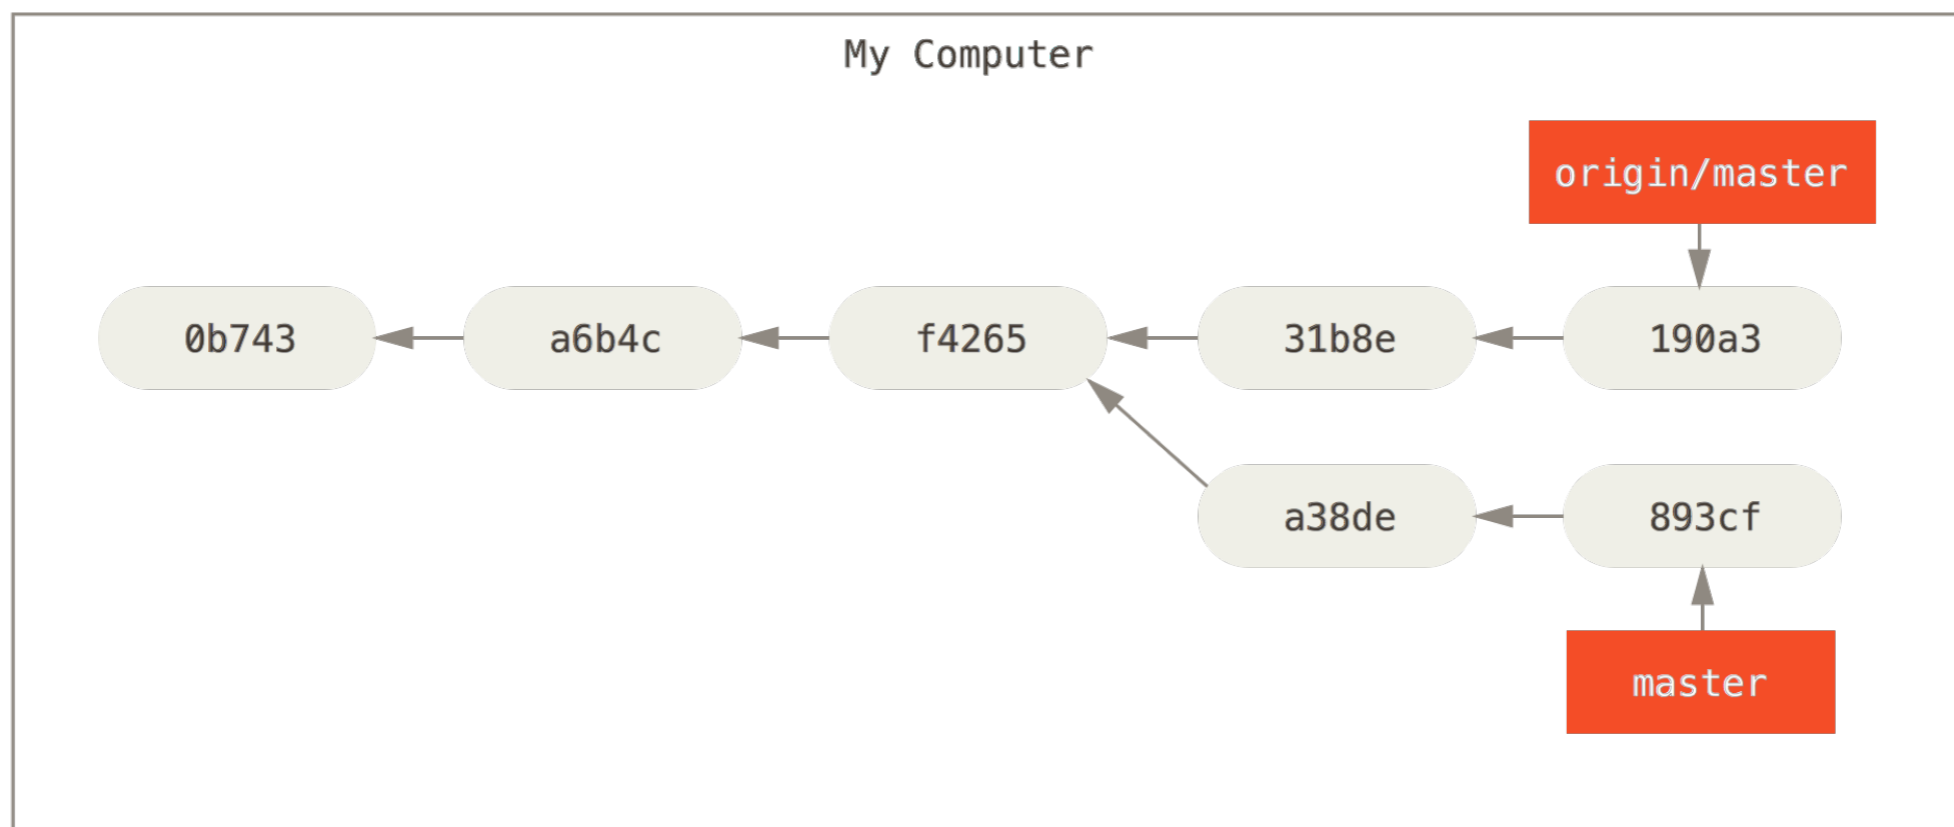 My Computer
origin/master
0b743 a6b4c f4265 31b8e 190a3
a38de 893cf
master